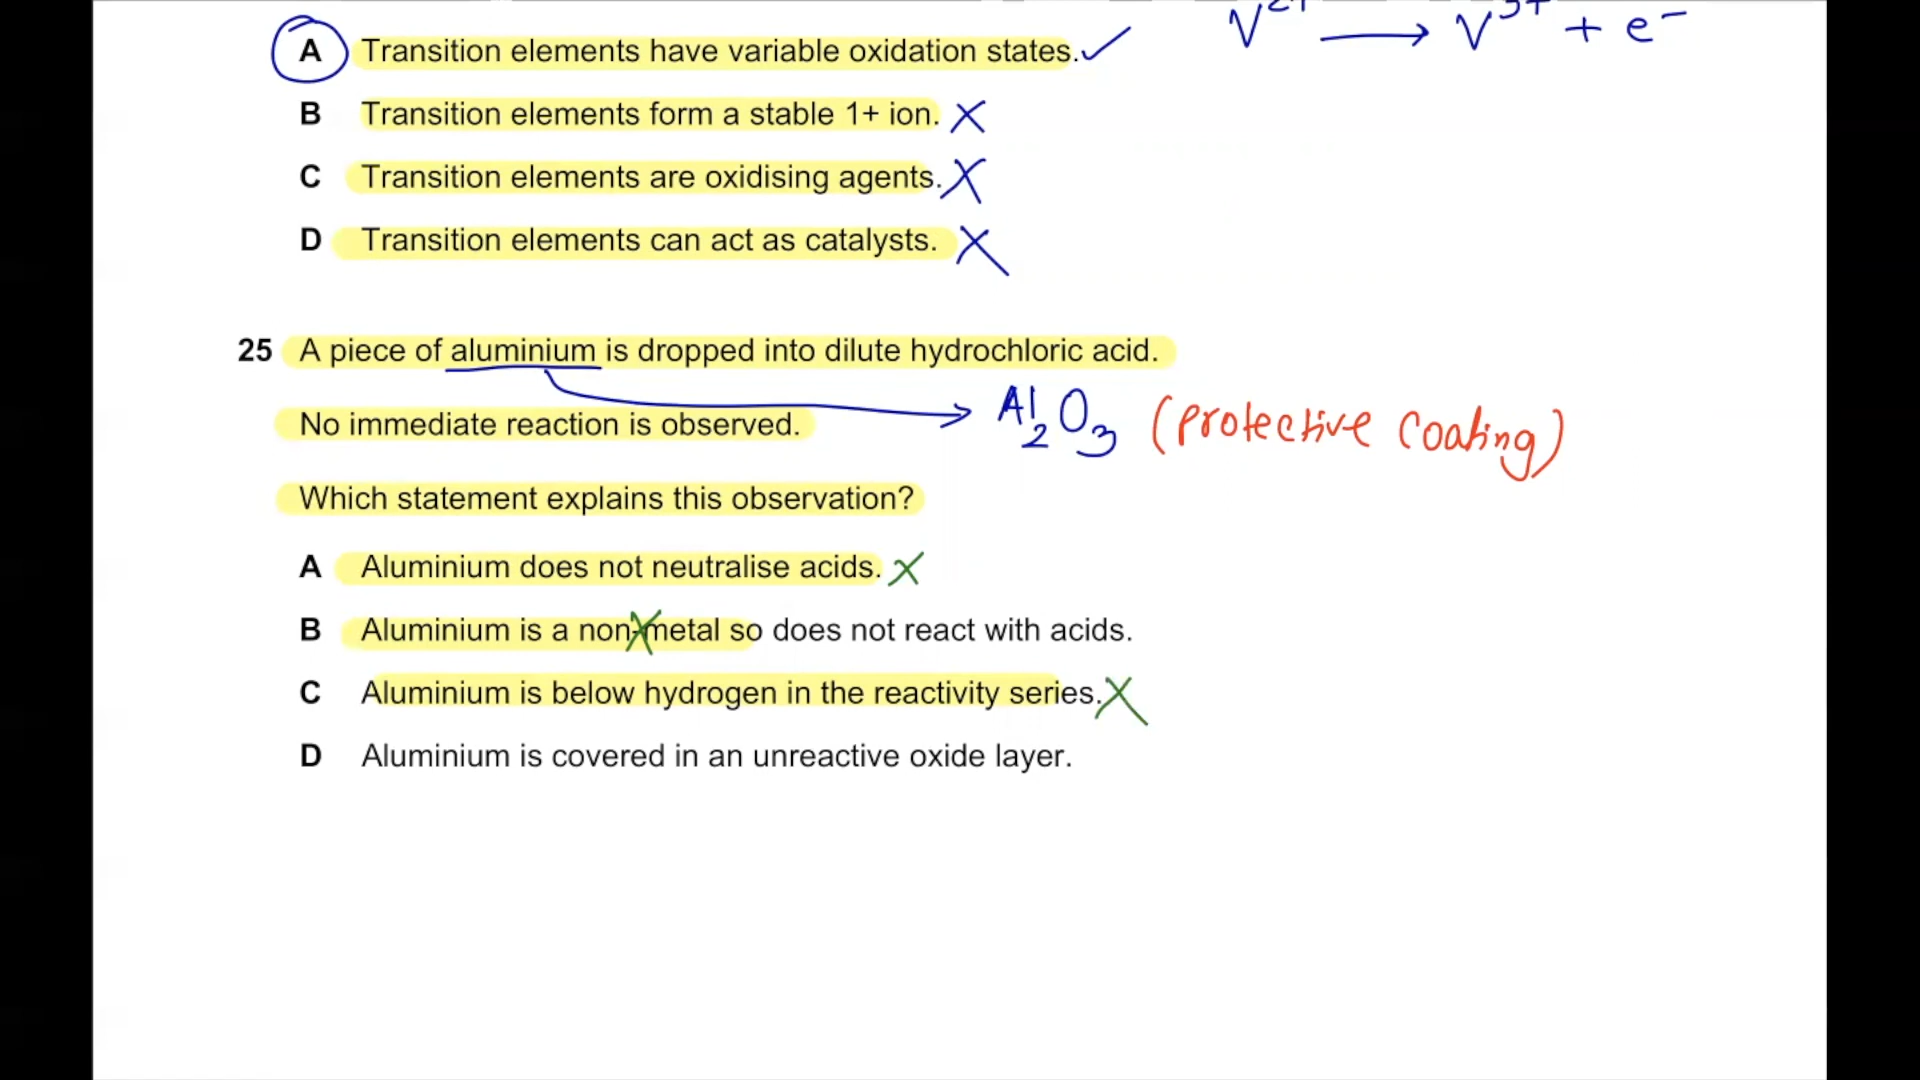 V²⁺ → V³⁺ + e⁻
A Transition elements have variable oxidation states. ✓
B Transition elements form a stable 1+ ion. ✗
C Transition elements are oxidising agents. ✗
D Transition elements can act as catalysts. ✗
25 A piece of aluminium is dropped into dilute hydrochloric acid.
No immediate reaction is observed. → Al₂O₃ (Protective coating)
Which statement explains this observation?
A Aluminium does not neutralise acids. ✗
B Aluminium is a non-metal so does not react with acids.
C Aluminium is below hydrogen in the reactivity series. ✗
D Aluminium is covered in an unreactive oxide layer.